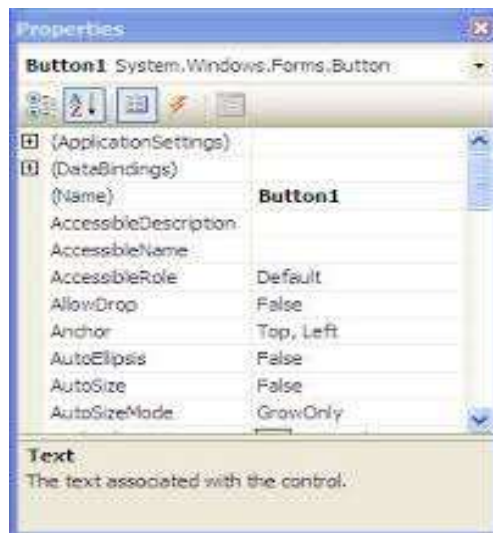 Properties
Button1 System.Windows.Forms.Button
(ApplicationSettings)
(DataBindings)
(Name) Button1
AccessibleDescription
AccessibleName
AccessibleRole Default
AllowDrop False
Anchor Top, Left
AutoEllipsis False
AutoSize False
AutoSizeMode GrowOnly
Text
The text associated with the control.